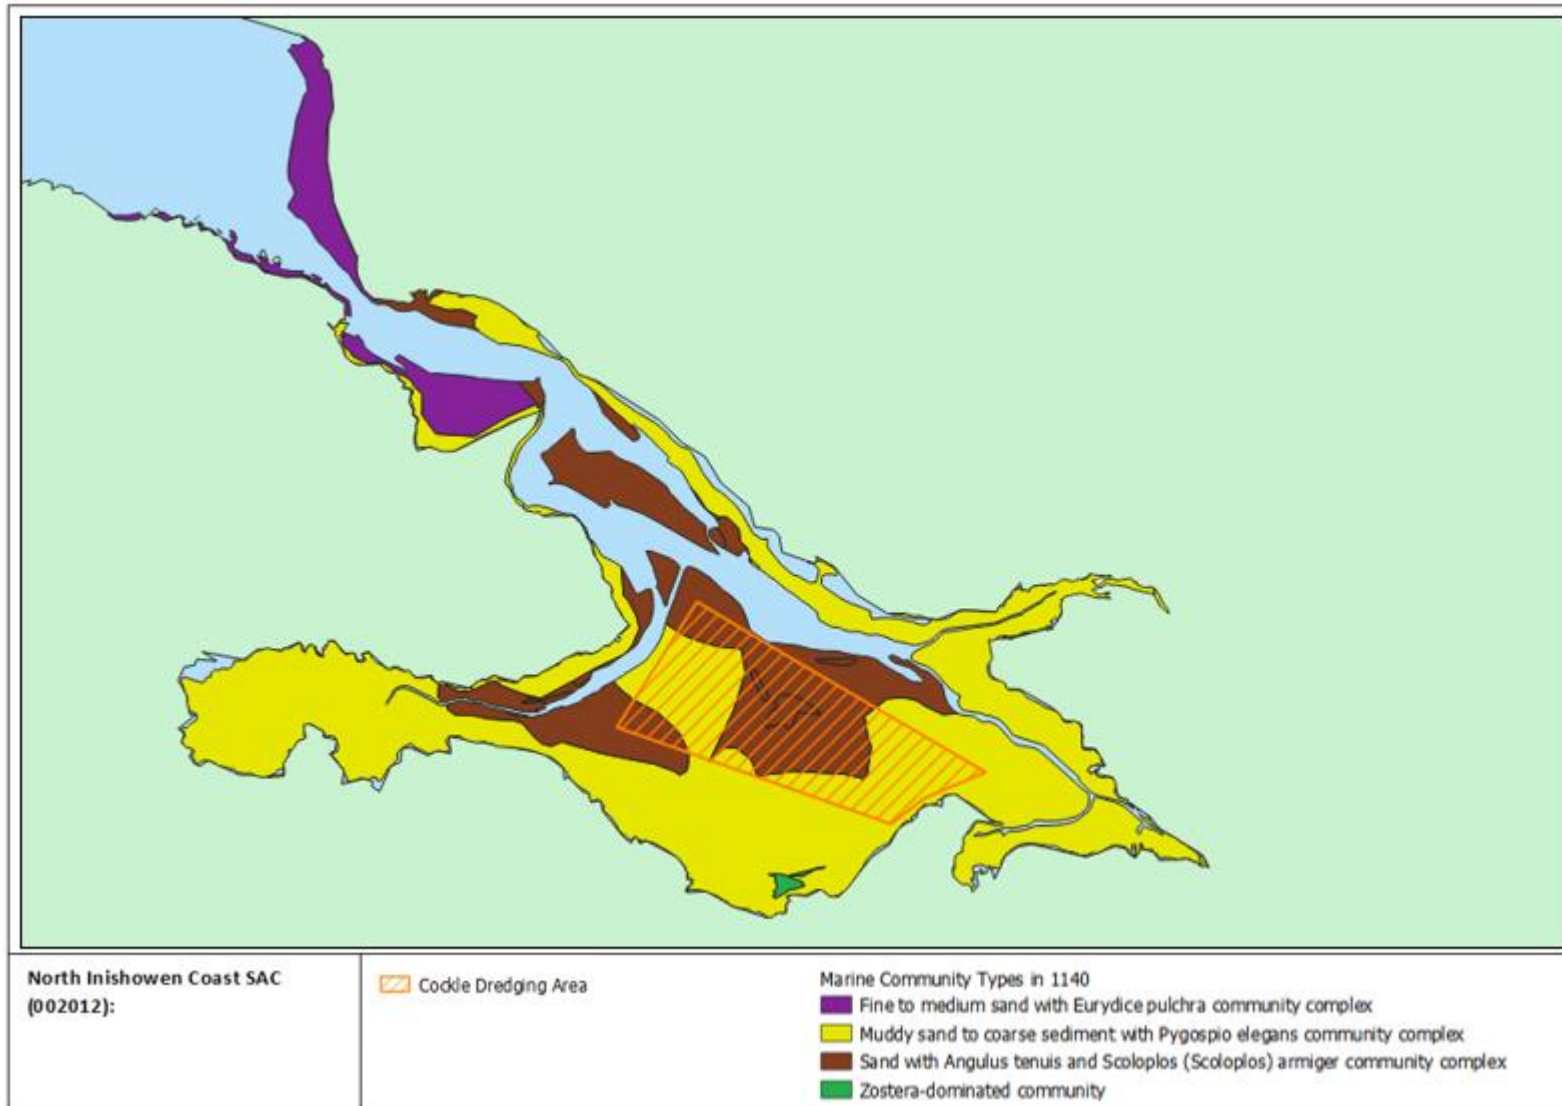 North Inishowen Coast SAC
(002012):
Cockle Dredging Area
Marine Community Types in 1140
Fine to medium sand with Eurydice pulchra community complex
Muddy sand to coarse sediment with Pygospio elegans community complex
Sand with Angulus tenuis and Scoloplos (Scoloplos) armiger community complex
Zostera-dominated community